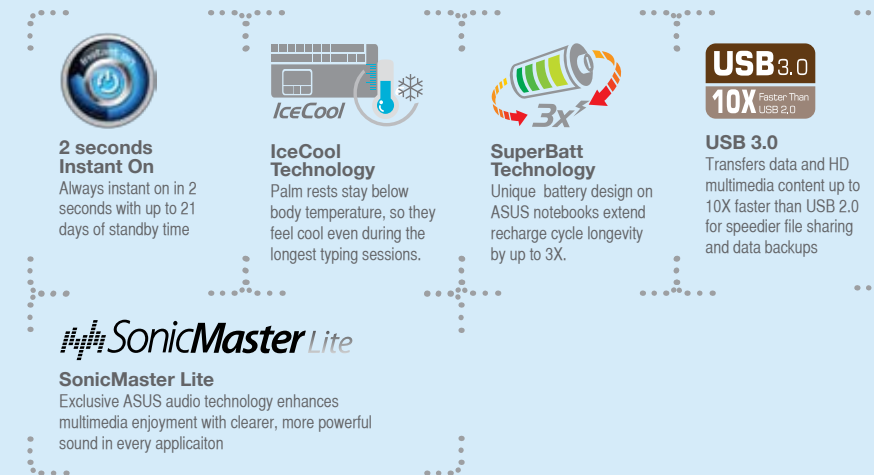 Instant on
2 seconds
Instant On
Always instant on in 2
seconds with up to 21
days of standby time
IceCool
IceCool
Technology
Palm rests stay below
body temperature, so they
feel cool even during the
longest typing sessions.
3x
SuperBatt
Technology
Unique battery design on
ASUS notebooks extend
recharge cycle longevity
by up to 3X.
USB 3.0
10X Faster Than
USB 2,0
USB 3.0
Transfers data and HD
multimedia content up to
10X faster than USB 2.0
for speedier file sharing
and data backups
SonicMaster Lite
SonicMaster Lite
Exclusive ASUS audio technology enhances
multimedia enjoyment with clearer, more powerful
sound in every applicaiton